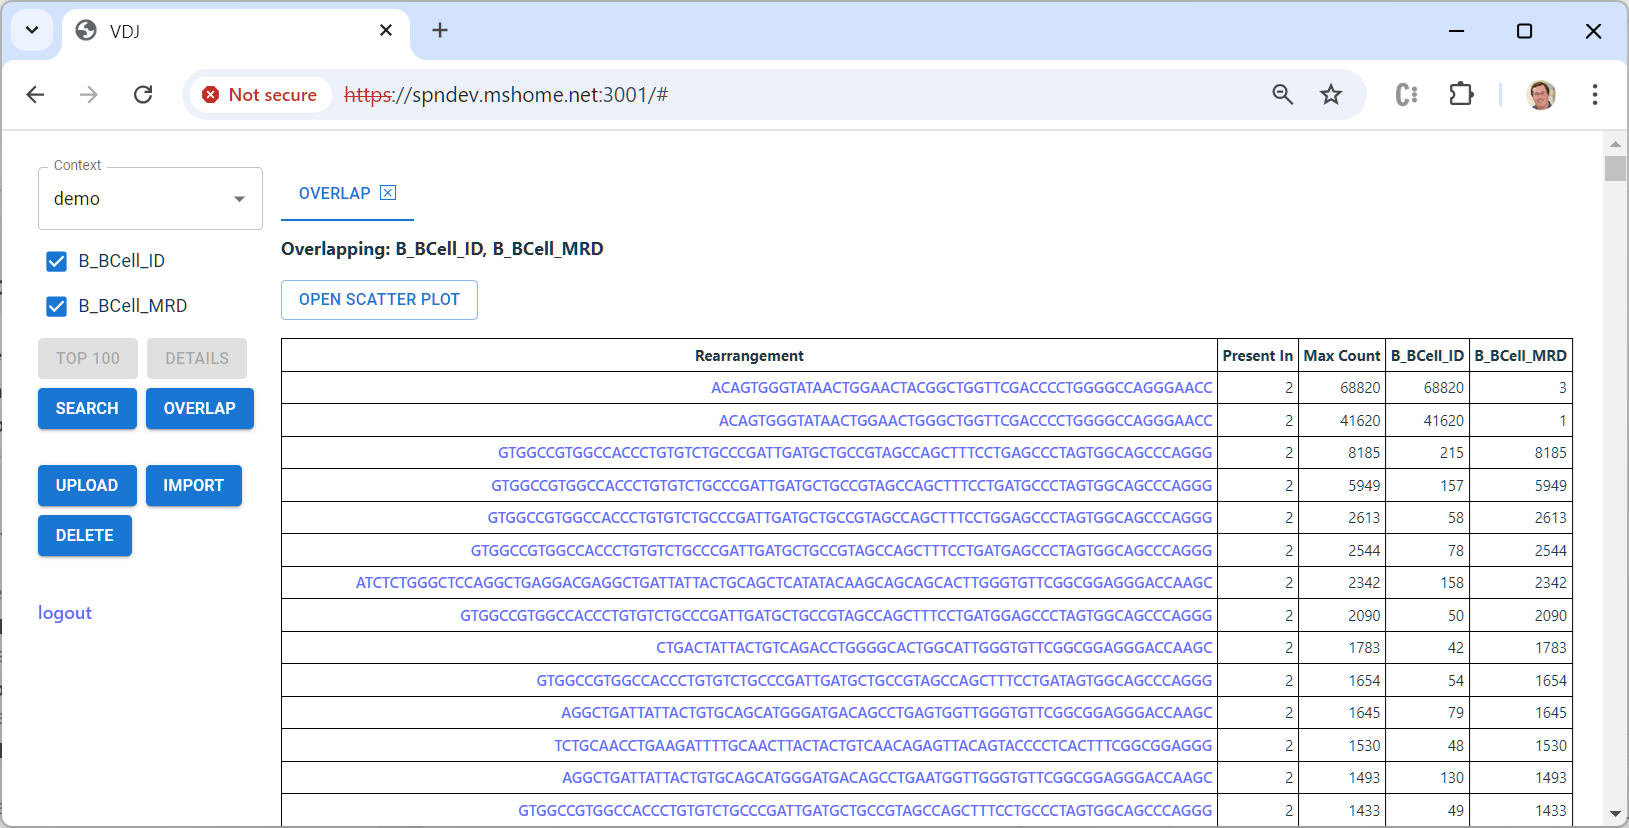 VDJ
Not secure https://spndev.mshome.net:3001/#
Context
demo
B_BCell_ID
B_BCell_MRD
TOP 100 DETAILS
SEARCH OVERLAP
UPLOAD IMPORT
DELETE
logout
OVERLAP
Overlapping: B_BCell_ID, B_BCell_MRD
OPEN SCATTER PLOT
Rearrangement Present In Max Count B_BCell_ID B_BCell_MRD
ACAGTGGGTATAACTGGAACTACGGCTGGTTCGACCCCTGGGGCCAGGGAACC 2 68820 68820 3
ACAGTGGGTATAACTGGAACTGGGCTGGTTCGACCCCTGGGGCCAGGGAACC 2 41620 41620 1
GTGGCCGTGGCCACCCTGTGTCTGCCCGATTGATGCTGCCGTAGCCAGCTTTCCTGAGCCCTAGTGGCAGCCCAGGG 2 8185 215 8185
GTGGCCGTGGCCACCCTGTGTCTGCCCGATTGATGCTGCCGTAGCCAGCTTTCCTGATGCCCTAGTGGCAGCCCAGGG 2 5949 157 5949
GTGGCCGTGGCCACCCTGTGTCTGCCCGATTGATGCTGCCGTAGCCAGCTTTCCTGGAGCCCTAGTGGCAGCCCAGGG 2 2613 58 2613
GTGGCCGTGGCCACCCTGTGTCTGCCCGATTGATGCTGCCGTAGCCAGCTTTCCTGATGAGCCCTAGTGGCAGCCCAGGG 2 2544 78 2544
ATCTCTGGGCTCCAGGCTGAGGACGAGGCTGATTATTACTGCAGCTCATATACAAGCAGCAGCACTTGGGTGTTCGGCGGAGGGACCAAGC 2 2342 158 2342
GTGGCCGTGGCCACCCTGTGTCTGCCCGATTGATGCTGCCGTAGCCAGCTTTCCTGATGGAGCCCTAGTGGCAGCCCAGGG 2 2090 50 2090
CTGACTATTACTGTCAGACCTGGGGCACTGGCATTGGGTGTTCGGCGGAGGGACCAAGC 2 1783 42 1783
GTGGCCGTGGCCACCCTGTGTCTGCCCGATTGATGCTGCCGTAGCCAGCTTTCCTGATAGTGGCAGCCCAGGG 2 1654 54 1654
AGGCTGATTATTACTGTGCAGCATGGGATGACAGCCTGAGTGGTTGGGTGTTCGGCGGAGGGACCAAGC 2 1645 79 1645
TCTGCAACCTGAAGATTTTGCAACTTACTACTGTCAACAGAGTTACAGTACCCCTCACTTTCGGCGGAGGG 2 1530 48 1530
AGGCTGATTATTACTGTGCAGCATGGGATGACAGCCTGAATGGTTGGGTGTTCGGCGGAGGGACCAAGC 2 1493 130 1493
GTGGCCGTGGCCACCCTGTGTCTGCCCGATTGATGCTGCCGTAGCCAGCTTTCCTGCCCTAGTGGCAGCCCAGGG 2 1433 49 1433